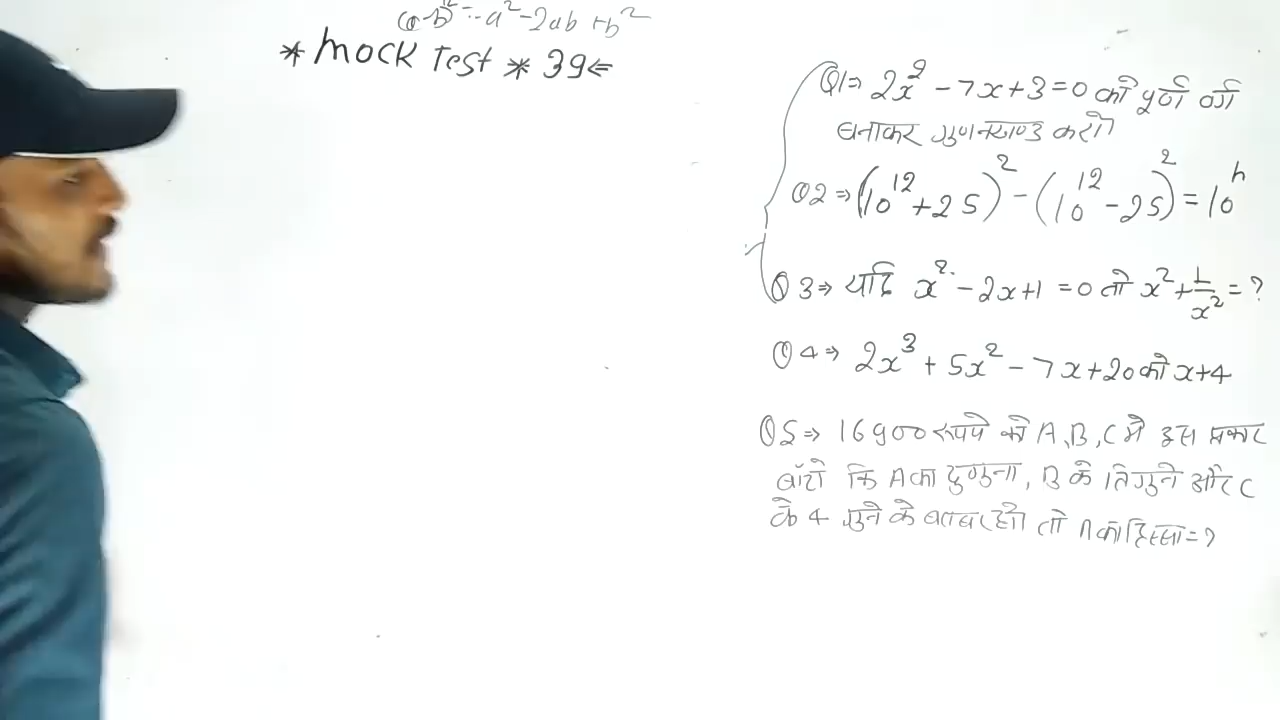 (a-b)² = a² - 2ab + b²
* mock Test * 39 ⇐
Q1⇒ 2x² - 7x + 3 = 0 को पूर्ण वर्ग
बनाकर गुणनखण्ड करो
Q2⇒ (10¹² + 25)² - (10¹² - 25)² = 10ⁿ
Q3⇒ यदि x² - 2x + 1 = 0 तो x² + 1/x² = ?
Q4⇒ 2x³ + 5x² - 7x + 20 को x+4
Q5⇒ 16900 रूपये को A, B, C में इस प्रकार
बाँटो कि A का दुगुना, B के तिगुने और C
के 4 गुने के बराबर हो तो A का हिस्सा = ?